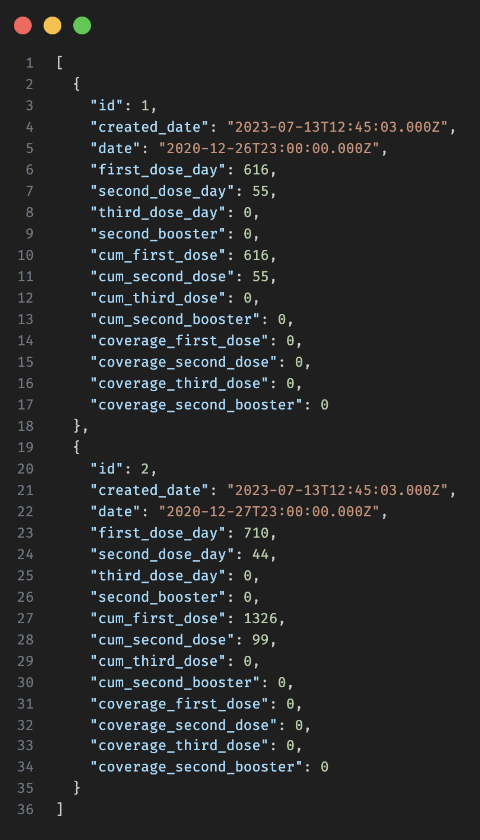 1 [
2   {
3     "id": 1,
4     "created_date": "2023-07-13T12:45:03.000Z",
5     "date": "2020-12-26T23:00:00.000Z",
6     "first_dose_day": 616,
7     "second_dose_day": 55,
8     "third_dose_day": 0,
9     "second_booster": 0,
10     "cum_first_dose": 616,
11     "cum_second_dose": 55,
12     "cum_third_dose": 0,
13     "cum_second_booster": 0,
14     "coverage_first_dose": 0,
15     "coverage_second_dose": 0,
16     "coverage_third_dose": 0,
17     "coverage_second_booster": 0
18   },
19   {
20     "id": 2,
21     "created_date": "2023-07-13T12:45:03.000Z",
22     "date": "2020-12-27T23:00:00.000Z",
23     "first_dose_day": 710,
24     "second_dose_day": 44,
25     "third_dose_day": 0,
26     "second_booster": 0,
27     "cum_first_dose": 1326,
28     "cum_second_dose": 99,
29     "cum_third_dose": 0,
30     "cum_second_booster": 0,
31     "coverage_first_dose": 0,
32     "coverage_second_dose": 0,
33     "coverage_third_dose": 0,
34     "coverage_second_booster": 0
35   }
36 ]